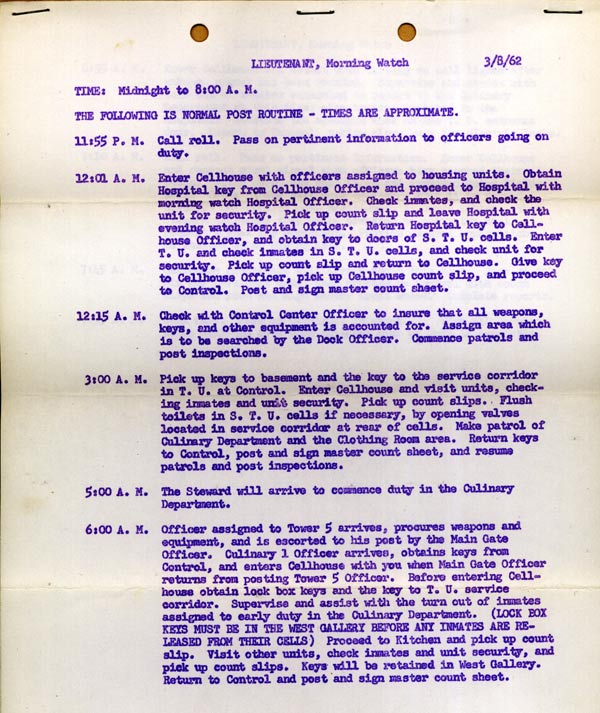 LIEUTENANT, Morning Watch 3/8/62
TIME: Midnight to 8:00 A. M.
THE FOLLOWING IS NORMAL POST ROUTINE - TIMES ARE APPROXIMATE.
11:55 P. M. Call roll. Pass on pertinent information to officers going on
duty.
12:01 A. M. Enter Cellhouse with officers assigned to housing units. Obtain
Hospital key from Cellhouse Officer and proceed to Hospital with
morning watch Hospital Officer. Check inmates, and check the
unit for security. Pick up count slip and leave Hospital with
evening watch Hospital Officer. Return Hospital key to Cell-
house Officer, and obtain key to doors of S. T. U. cells. Enter
T. U. and check inmates in S. T. U. cells, and check unit for
security. Pick up count slip and return to Cellhouse. Give key
to Cellhouse Officer, pick up Cellhouse count slip, and proceed
to Control. Post and sign master count sheet.
12:15 A. M. Check with Control Center Officer to insure that all weapons,
keys, and other equipment is accounted for. Assign area which
is to be searched by the Dock Officer. Commence patrols and
post inspections.
3:00 A. M. Pick up keys to basement and the key to the service corridor
in T. U. at Control. Enter Cellhouse and visit units, check-
ing inmates and unit security. Pick up count slips. Flush
toilets in S. T. U. cells if necessary, by opening valves
located in service corridor at rear of cells. Make patrol of
Culinary Department and the Clothing Room area. Return keys
to Control, post and sign master count sheet, and resume
patrols and post inspections.
5:00 A. M. The Steward will arrive to commence duty in the Culinary
Department.
6:00 A. M. Officer assigned to Tower 5 arrives, procures weapons and
equipment, and is escorted to his post by the Main Gate
Officer. Culinary 1 Officer arrives, obtains keys from
Control, and enters Cellhouse with you when Main Gate Officer
returns from posting Tower 5 Officer. Before entering Cell-
house obtain lock box keys and the key to T. U. service
corridor. Supervise and assist with the turn out of inmates
assigned to early duty in the Culinary Department. (LOCK BOX
KEYS MUST BE IN THE WEST GALLERY BEFORE ANY INMATES ARE RE-
LEASED FROM THEIR CELLS) Proceed to Kitchen and pick up count
slip. Visit other units, check inmates and unit security, and
pick up count slips. Keys will be retained in West Gallery.
Return to Control and post and sign master count sheet.